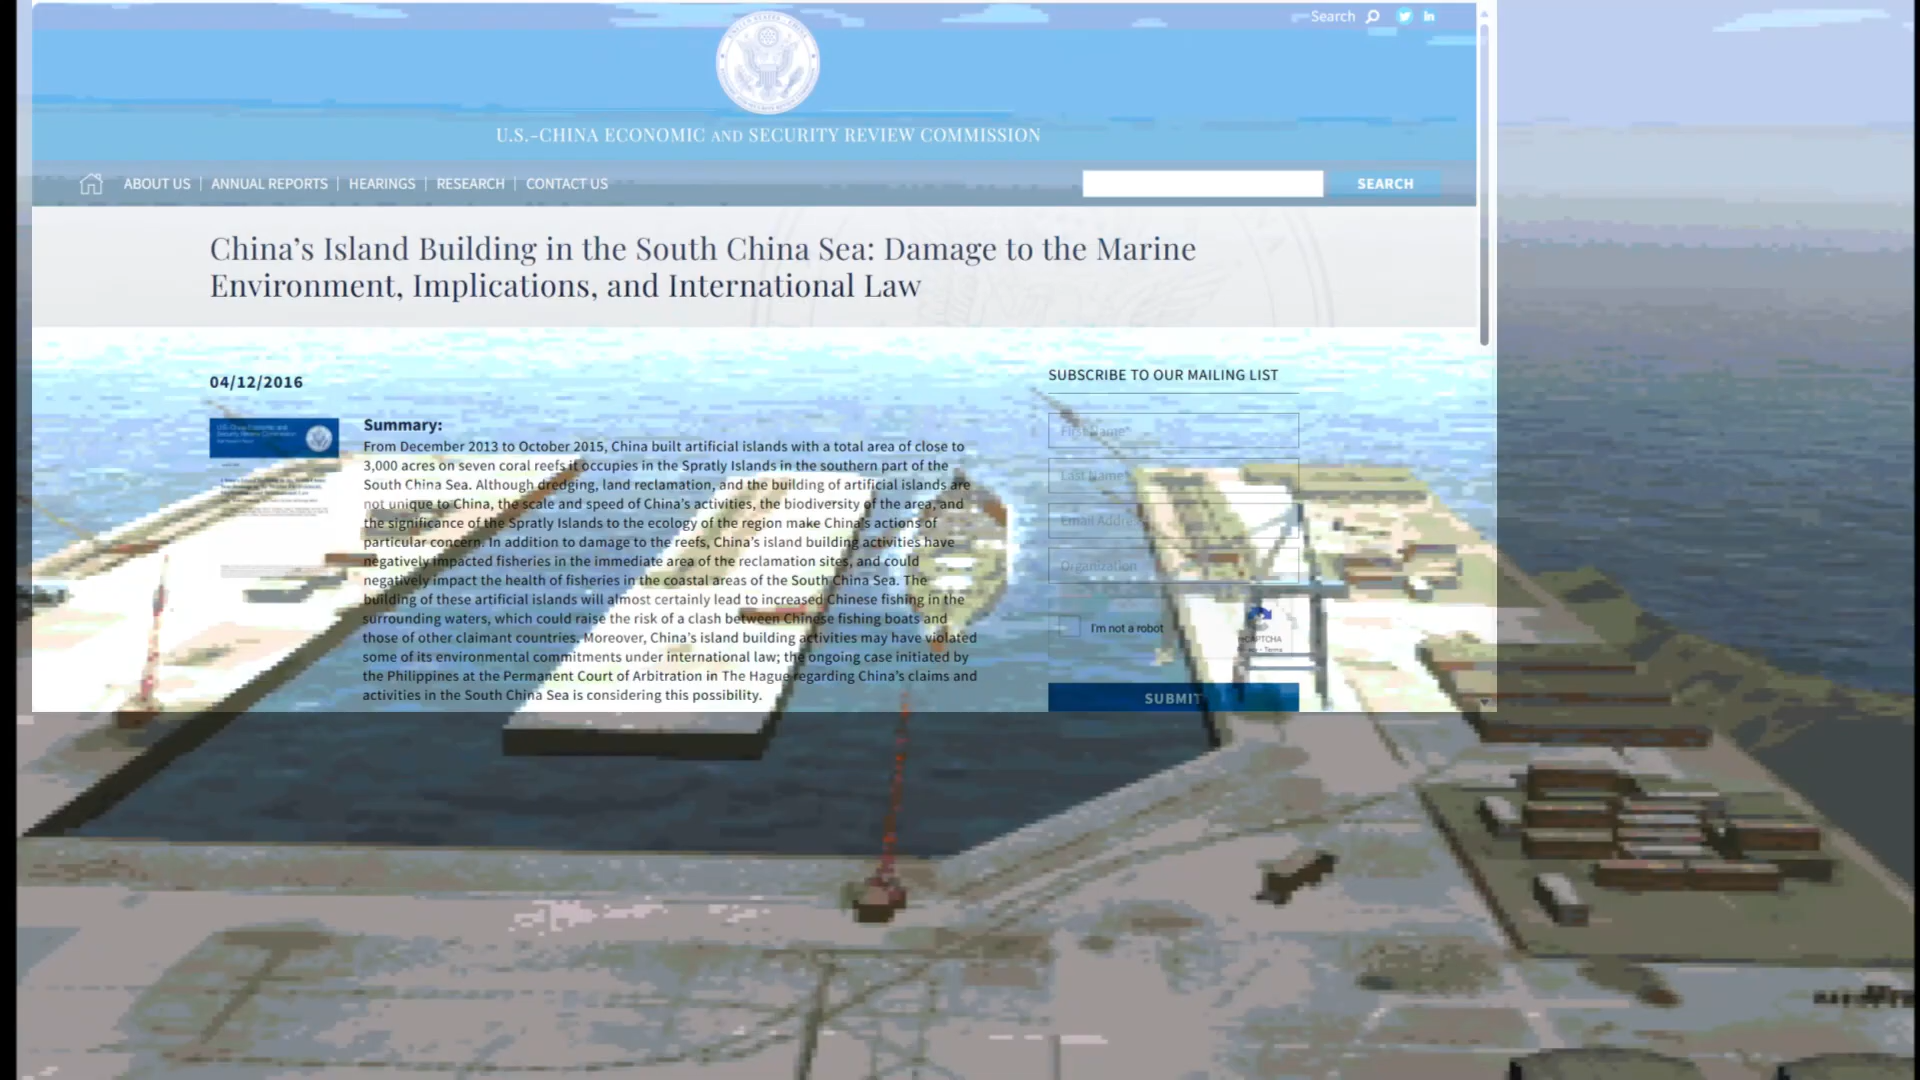 Search
U.S.-CHINA ECONOMIC AND SECURITY REVIEW COMMISSION
ABOUT US | ANNUAL REPORTS | HEARINGS | RESEARCH | CONTACT US
SEARCH
China’s Island Building in the South China Sea: Damage to the Marine
Environment, Implications, and International Law
04/12/2016
Summary:
From December 2013 to October 2015, China built artificial islands with a total area of close to
3,000 acres on seven coral reefs it occupies in the Spratly Islands in the southern part of the
South China Sea. Although dredging, land reclamation, and the building of artificial islands are
not unique to China, the scale and speed of China’s activities, the biodiversity of the area, and
the significance of the Spratly Islands to the ecology of the region make China’s actions of
particular concern. In addition to damage to the reefs, China’s island building activities have
negatively impacted fisheries in the immediate area of the reclamation sites, and could
negatively impact the health of fisheries in the coastal areas of the South China Sea. The
building of these artificial islands will almost certainly lead to increased Chinese fishing in the
surrounding waters, which could raise the risk of a clash between Chinese fishing boats and
those of other claimant countries. Moreover, China’s island building activities may have violated
some of its environmental commitments under international law; the ongoing case initiated by
the Philippines at the Permanent Court of Arbitration in The Hague regarding China’s claims and
activities in the South China Sea is considering this possibility.
SUBSCRIBE TO OUR MAILING LIST
First Name*
Last Name*
Email
Organization
I'm not a robot
SUBMIT